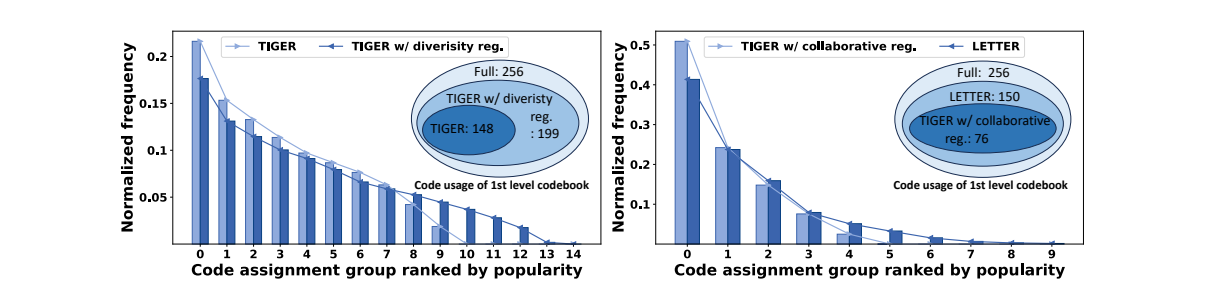 Normalized frequency
0.2
0.15
0.1
0.05
TIGER
TIGER w/ diverisity reg.
Full: 256
TIGER w/ diveristy
reg.
: 199
TIGER: 148
Code usage of 1st level codebook
0 1 2 3 4 5 6 7 8 9 10 11 12 13 14
Code assignment group ranked by popularity
Normalized frequency
0.5
0.4
0.3
0.2
0.1
TIGER w/ collaborative reg.
LETTER
Full: 256
LETTER: 150
TIGER w/ collaborative
reg.: 76
Code usage of 1st level codebook
0 1 2 3 4 5 6 7 8 9
Code assignment group ranked by popularity